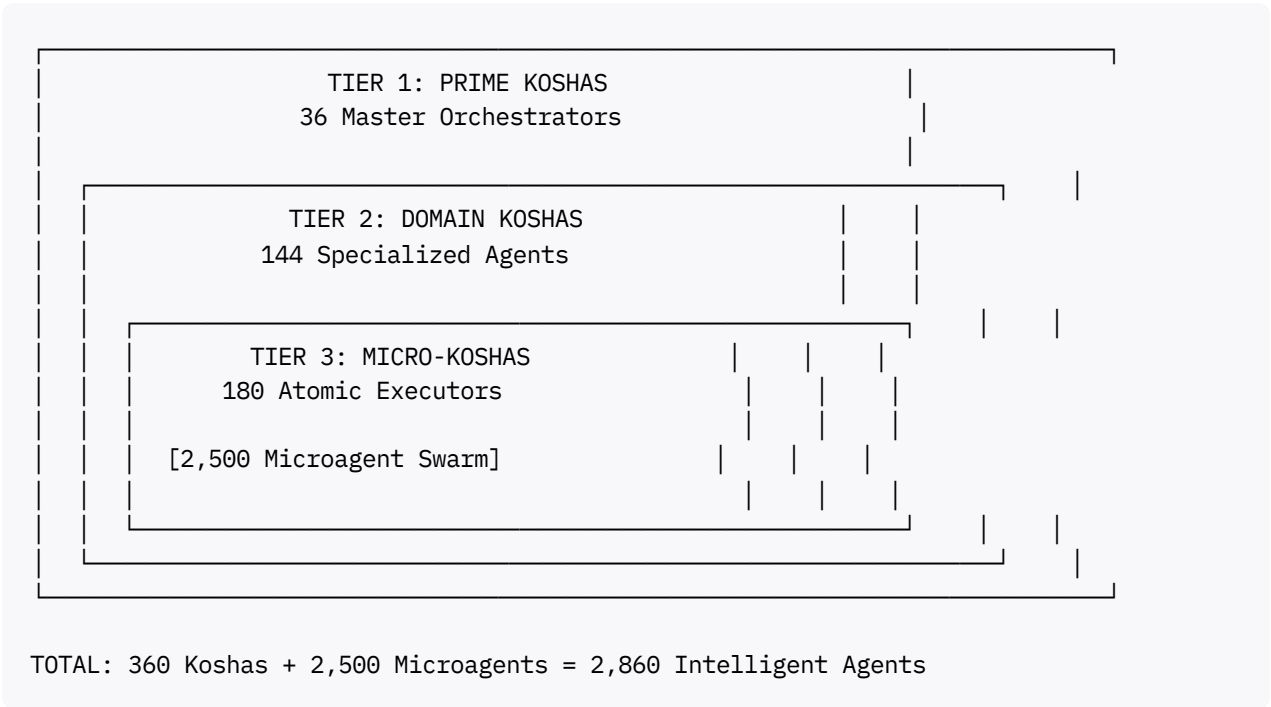 TIER 1: PRIME KOSHAS
36 Master Orchestrators
TIER 2: DOMAIN KOSHAS
144 Specialized Agents
TIER 3: MICRO-KOSHAS
180 Atomic Executors
[2,500 Microagent Swarm]
TOTAL: 360 Koshas + 2,500 Microagents = 2,860 Intelligent Agents